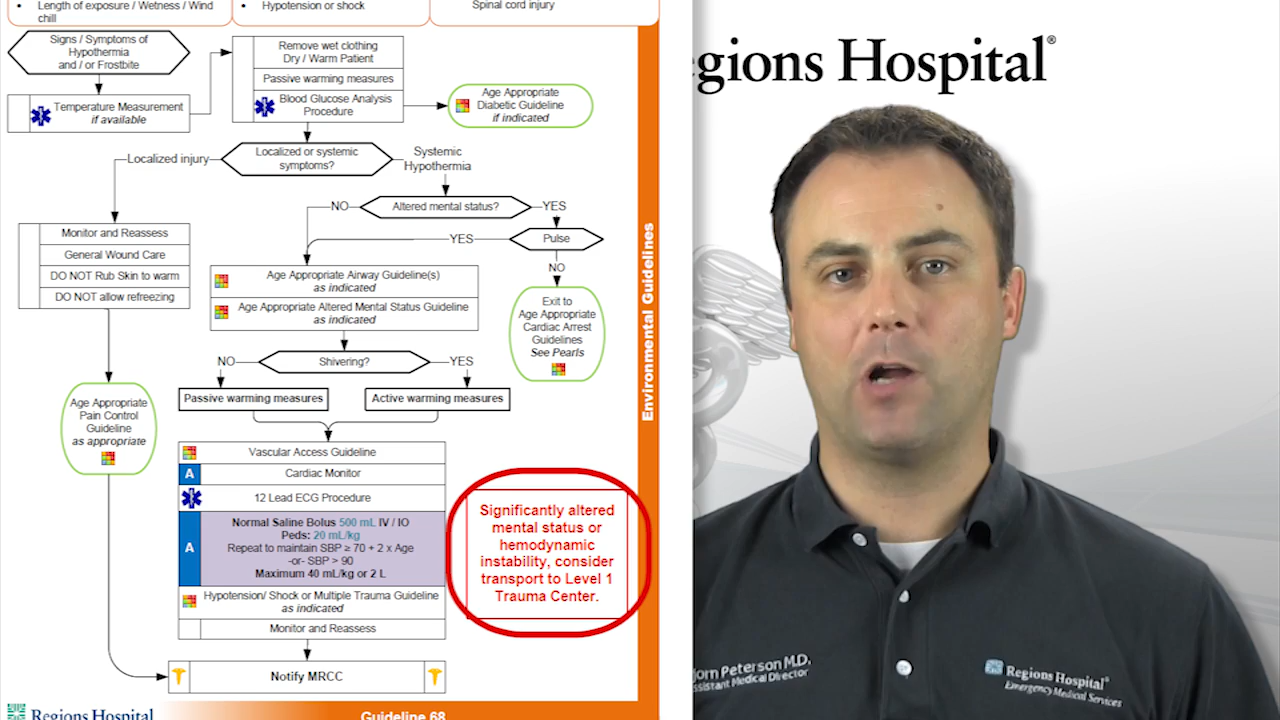 • Length of exposure / Wetness / Wind
chill
• Hypotension or shock
Spinal cord injury
Signs / Symptoms of
Hypothermia
and / or Frostbite
Temperature Measurement
if available
Remove wet clothing
Dry / Warm Patient
Passive warming measures
Blood Glucose Analysis
Procedure
Age Appropriate
Diabetic Guideline
if indicated
Localized injury
Localized or systemic
symptoms?
Systemic
Hypothermia
NO
Altered mental status?
YES
YES
Pulse
NO
Monitor and Reassess
General Wound Care
DO NOT Rub Skin to warm
DO NOT allow refreezing
Age Appropriate Airway Guideline(s)
as indicated
Age Appropriate Altered Mental Status Guideline
as indicated
Exit to
Age Appropriate
Cardiac Arrest
Guidelines
See Pearls
NO
Shivering?
YES
Passive warming measures
Active warming measures
Age Appropriate
Pain Control
Guideline
as appropriate
Vascular Access Guideline
A
Cardiac Monitor
12 Lead ECG Procedure
A
Normal Saline Bolus 500 mL IV / IO
Peds: 20 mL/kg
Repeat to maintain SBP ≥ 70 + 2 x Age
-or- SBP > 90
Maximum 40 mL/kg or 2 L
Hypotension/ Shock or Multiple Trauma Guideline
as indicated
Monitor and Reassess
Notify MRCC
Significantly altered
mental status or
hemodynamic
instability, consider
transport to Level 1
Trauma Center.
Environmental Guidelines
Regions Hospital
Guideline 68
egions Hospital®
jorn Peterson M.D.
ssistant Medical Director
Regions Hospital®
Emergency Medical Services